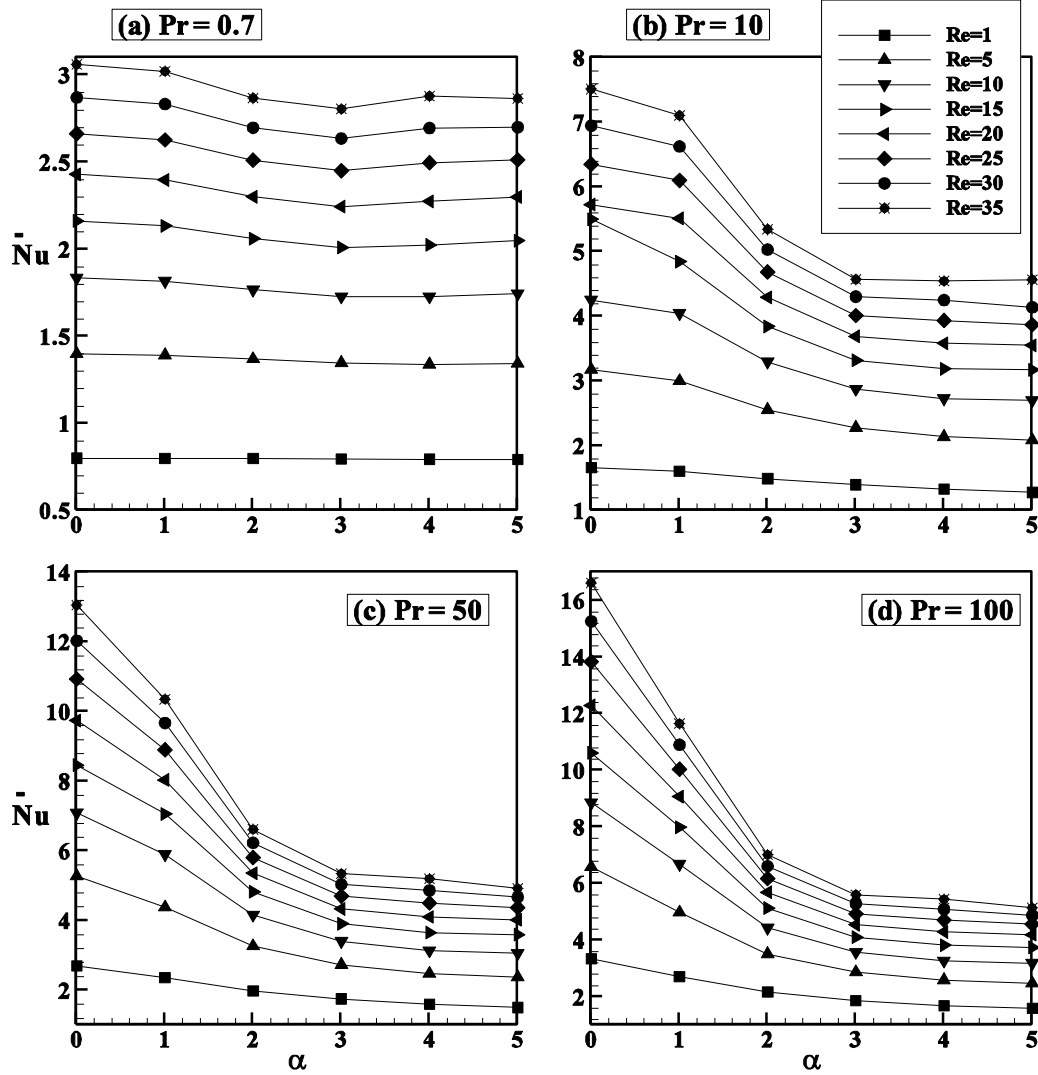 (a) Pr = 0.7
(b) Pr = 10
Re=1
Re=5
Re=10
Re=15
Re=20
Re=25
Re=30
Re=35
3
2.5
2
1.5
1
0.5
N̄u
0 1 2 3 4 5
8
7
6
5
4
3
2
1
0 1 2 3 4 5
(c) Pr = 50
(d) Pr = 100
14
12
10
8
6
4
2
N̄u
0 1 2 3 4 5
α
16
14
12
10
8
6
4
2
0 1 2 3 4 5
α